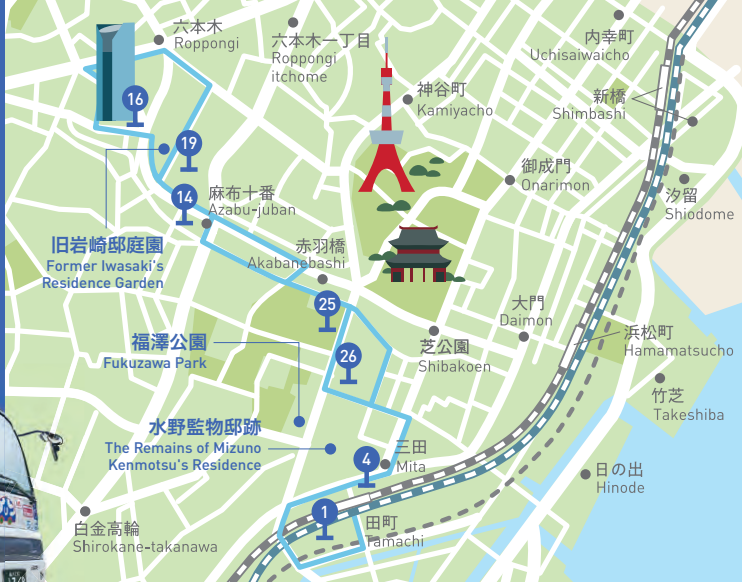 六本木
Roppongi
六本木一丁目
Roppongi
itchome
内幸町
Uchisaiwaicho
神谷町
Kamiyacho
新橋
Shimbashi
16
19
御成門
Onarimon
14
麻布十番
Azabu-juban
汐留
Shiodome
旧岩崎邸庭園
Former Iwasaki's
Residence Garden
赤羽橋
Akabanebashi
25
大門
Daimon
福澤公園
Fukuzawa Park
26
芝公園
Shibakoen
浜松町
Hamamatsucho
竹芝
Takeshiba
水野監物邸跡
The Remains of Mizuno
Kenmotsu's Residence
4
三田
Mita
日の出
Hinode
1
田町
Tamachi
白金高輪
Shirokane-takanawa